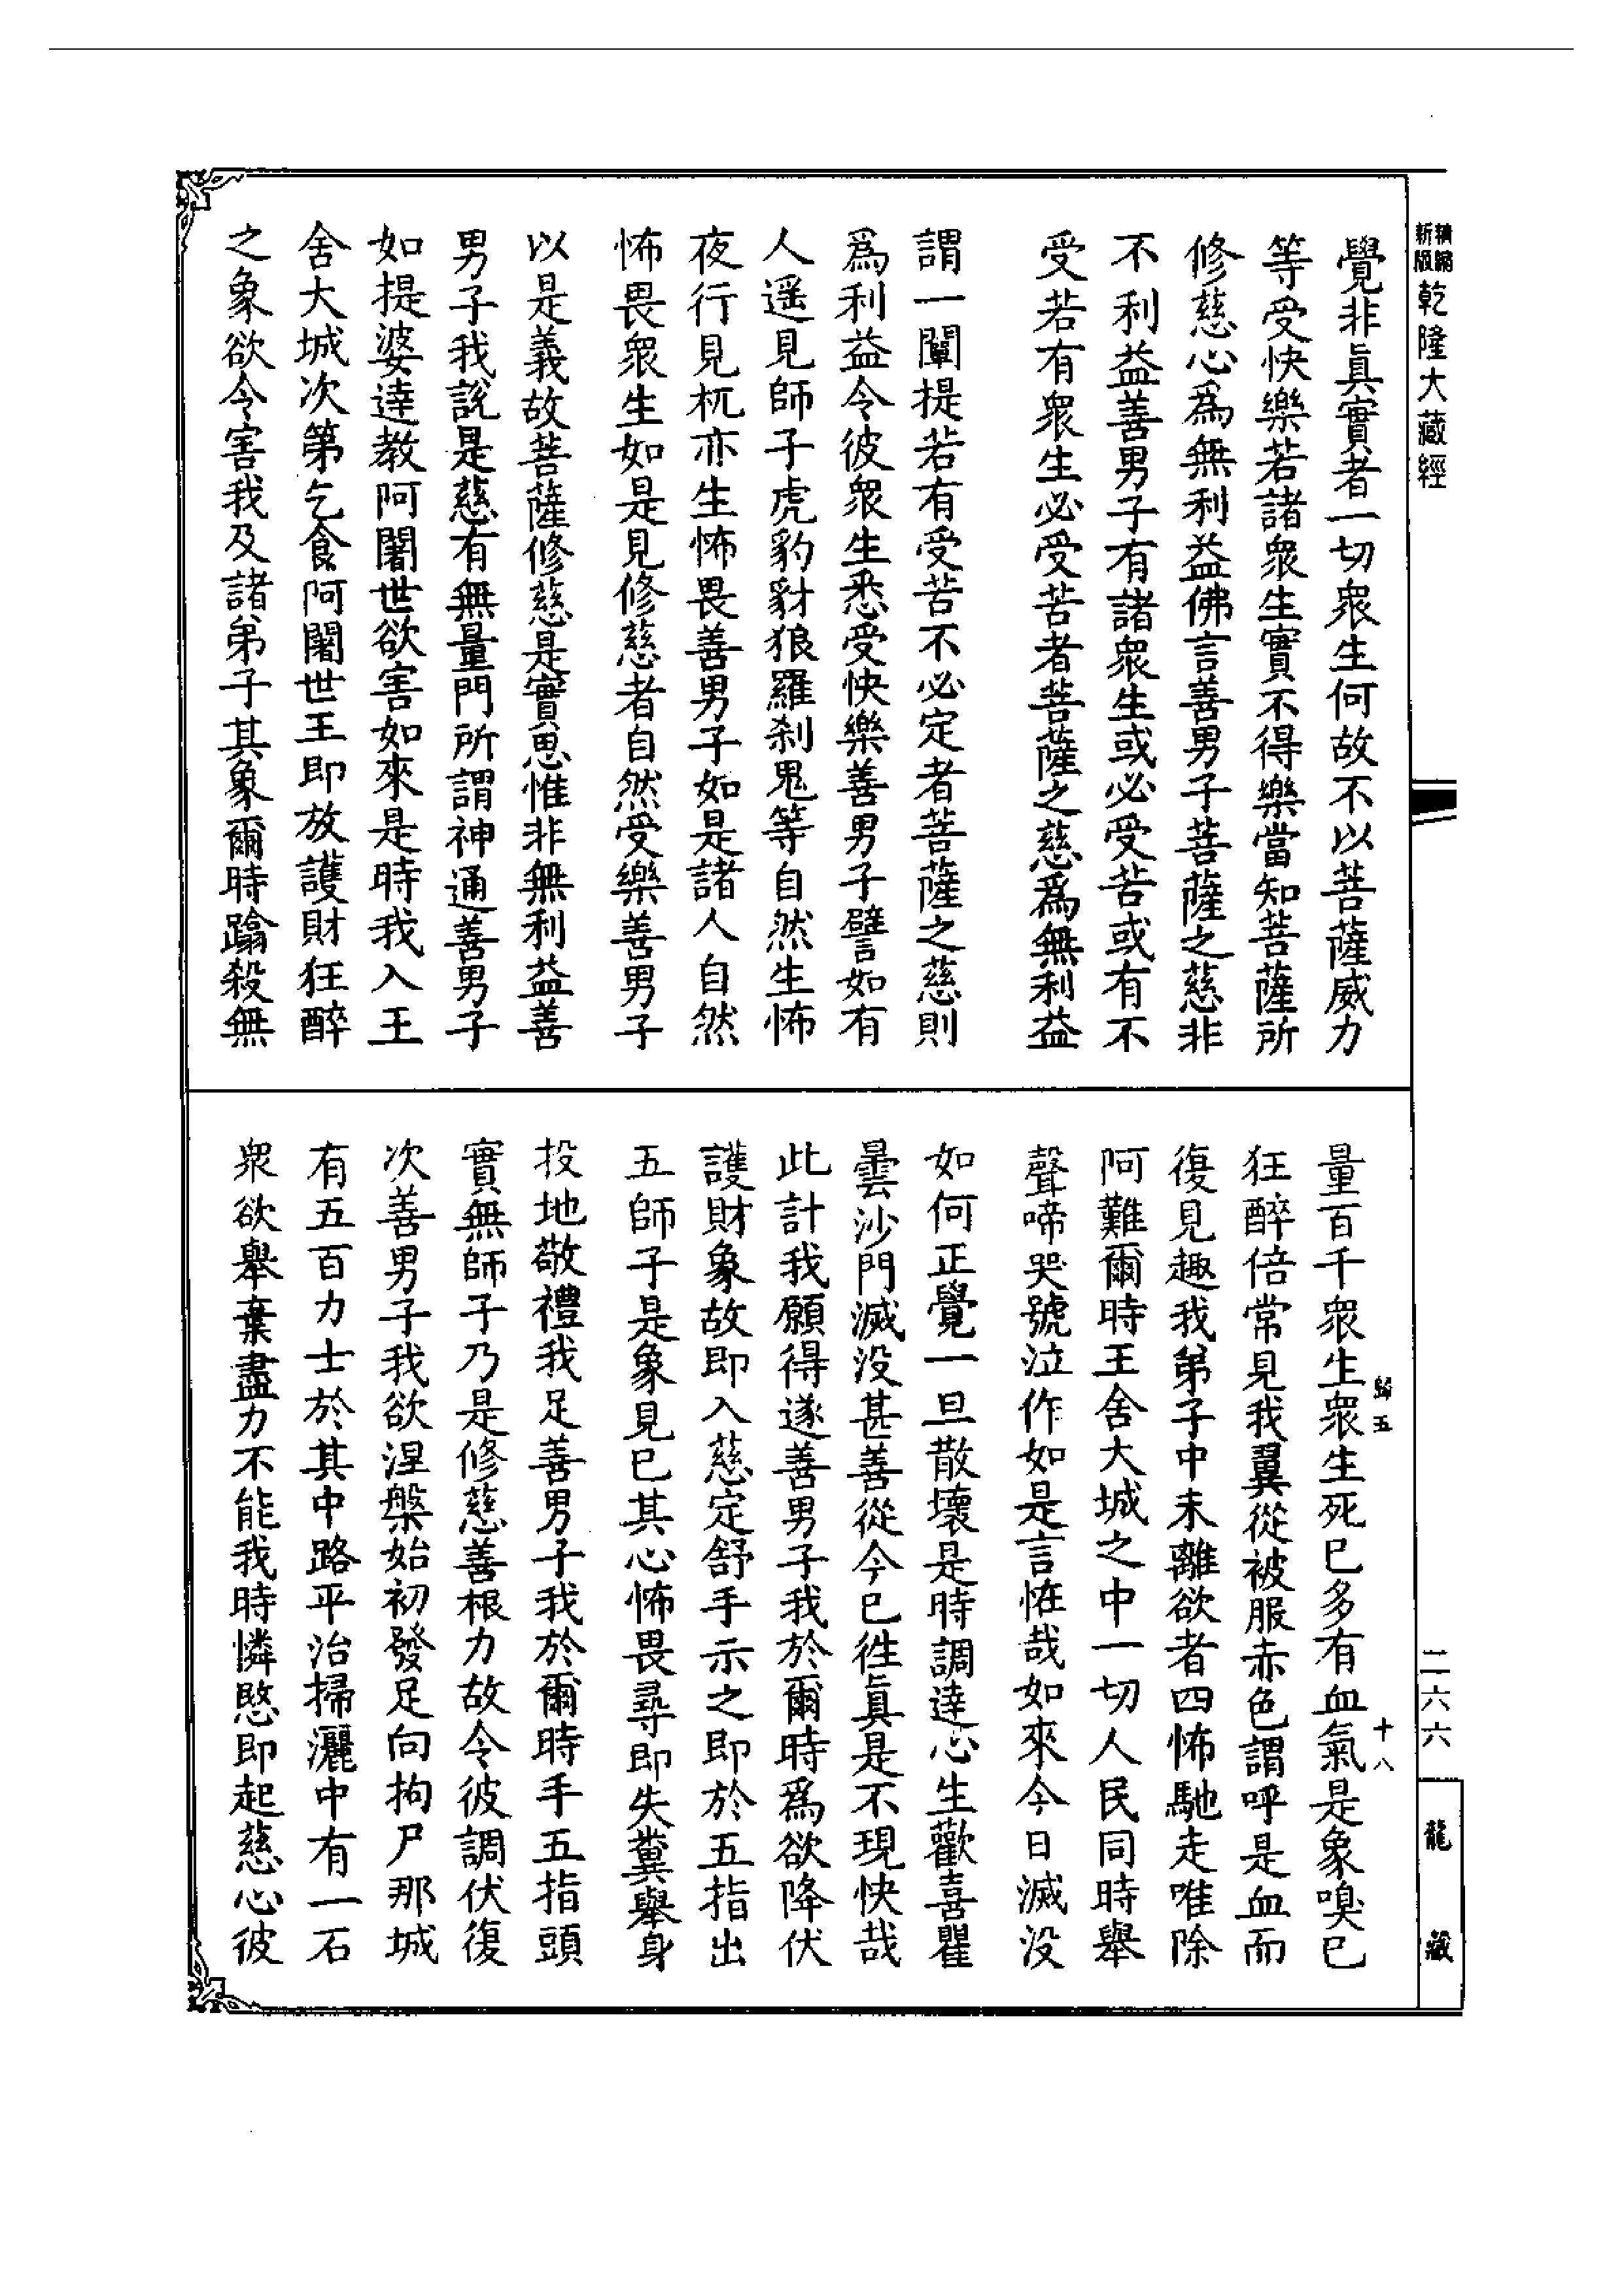 精編
新版
乾隆大藏經
覺非真實者一切衆生何故不以菩薩威力
等受快樂若諸衆生實不得樂當知菩薩所
修慈心爲無利益佛言善男子菩薩之慈非
不利益善男子有諸衆生或必受苦或有不
受若有衆生必受苦者菩薩之慈爲無利益
謂一闡提若有受苦不必定者菩薩之慈則
爲利益令彼衆生悉受快樂善男子譬如有
人遥見師子虎豹豺狼羅刹鬼等自然生怖
夜行見杌亦生怖畏善男子如是諸人自然
怖畏衆生如是見修慈者自然受樂善男子
以是義故菩薩修慈是實思惟非無利益善
男子我説是慈有無量門所謂神通善男子
如提婆達教阿闍世欲害如來是時我入王
舍大城次第乞食阿闍世王即放護財狂醉
之象欲令害我及諸弟子其象爾時蹋殺無
歸五
十八
量百千衆生衆生死已多有血氣是象嗅已
狂醉倍常見我翼從被服赤色謂呼是血而
復見趣我弟子中未離欲者四怖馳走唯除
阿難爾時王舍大城之中一切人民同時舉
聲啼哭號泣作如是言怪哉如來今日滅没
如何正覺一旦散壞是時調達心生歡喜瞿
曇沙門滅没甚善從今已往真是不現快哉
此計我願得遂善男子我於爾時爲欲降伏
護財象故即入慈定舒手示之即於五指出
五師子是象見已其心怖畏尋即失糞舉身
投地敬禮我足善男子我於爾時手五指頭
實無師子乃是修慈善根力故令彼調伏復
次善男子我欲涅槃始初發足向拘尸那城
有五百力士於其中路平治掃灑中有一石
衆欲舉棄盡力不能我時憐愍即起慈心彼
二六六
龍藏